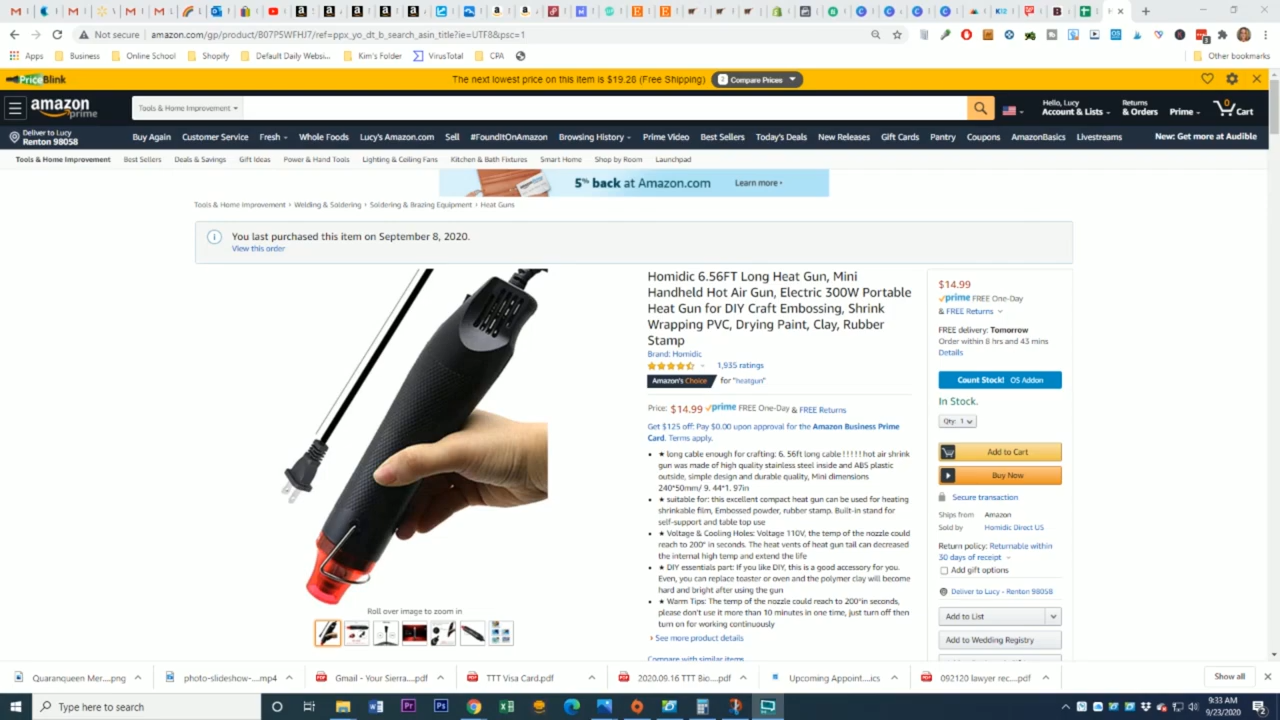 Not secure amazon.com/gp/product/B07PSWFHJ7/ref=ppx_yo_dt_b_search_asin_title?ie=UTF8&psc=1
Apps Business Online School Shopify Default Daily Websi... Kim's Folder VirusTotal CPA Other bookmarks
PriceBlink The next lowest price on this item is $19.28 (Free Shipping) 2 Compare Prices
amazon prime Tools & Home Improvement Hello, Lucy Account & Lists Returns & Orders Prime 0 Cart
Deliver to Lucy
Renton 98058
Buy Again Customer Service Fresh Whole Foods Lucy's Amazon.com Sell #FoundItOnAmazon Browsing History Prime Video Best Sellers Today's Deals New Releases Gift Cards Pantry Coupons AmazonBasics Livestreams New: Get more at Audible
Tools & Home Improvement Best Sellers Deals & Savings Gift Ideas Power & Hand Tools Lighting & Ceiling Fans Kitchen & Bath Fixtures Smart Home Shop by Room Launchpad
5% back at Amazon.com Learn more ›
Tools & Home Improvement › Welding & Soldering › Soldering & Brazing Equipment › Heat Guns
You last purchased this item on September 8, 2020.
View this order
Homidic 6.56FT Long Heat Gun, Mini
Handheld Hot Air Gun, Electric 300W Portable
Heat Gun for DIY Craft Embossing, Shrink
Wrapping PVC, Drying Paint, Clay, Rubber
Stamp
Brand: Homidic
1,935 ratings
Amazon's Choice for "heatgun"
Price: $14.99 prime FREE One-Day & FREE Returns
Get $125 off: Pay $0.00 upon approval for the Amazon Business Prime
Card. Terms apply.
• ★ long cable enough for crafting: 6. 56ft long cable ! ! ! ! ! hot air shrink
gun was made of high quality stainless steel inside and ABS plastic
outside, simple design and durable quality, Mini dimensions
240*50mm/ 9. 44*1. 97in
• ★ suitable for: this excellent compact heat gun can be used for heating
shrinkable film, Embossed powder, rubber stamp. Built-in stand for
self-support and table top use
• ★ Voltage & Cooling Holes: Voltage 110V, the temp of the nozzle could
reach to 200° in seconds. The heat vents of heat gun tail can decreased
the internal high temp and extend the life
• ★ DIY essentials part: If you like DIY, this is a good accessory for you.
Even, you can replace toaster or oven and the polymer clay will become
hard and bright after using the gun
• ★ Warm Tips: The temp of the nozzle could reach to 200°in seconds,
please don't use it more than 10 minutes in one time, just turn off then
turn on for working continuously
› See more product details
Compare with similar items
Roll over image to zoom in
$14.99
prime FREE One-Day
& FREE Returns
FREE delivery: Tomorrow
Order within 8 hrs and 43 mins
Details
Count Stock! OS Addon
In Stock.
Qty: 1
Add to Cart
Buy Now
Secure transaction
Ships from Amazon
Sold by Homidic Direct US
Return policy: Returnable within
30 days of receipt
Add gift options
Deliver to Lucy - Renton 98058
Add to List
Add to Wedding Registry
Quaranqueen Mer....png photo-slideshow-....mp4 Gmail - Your Sierra....pdf TTT Visa Card.pdf 2020.09.16 TTT Bio....pdf Upcoming Appoint....ics 092120 lawyer rec....pdf Show all
Type here to search
9:33 AM
9/23/2020